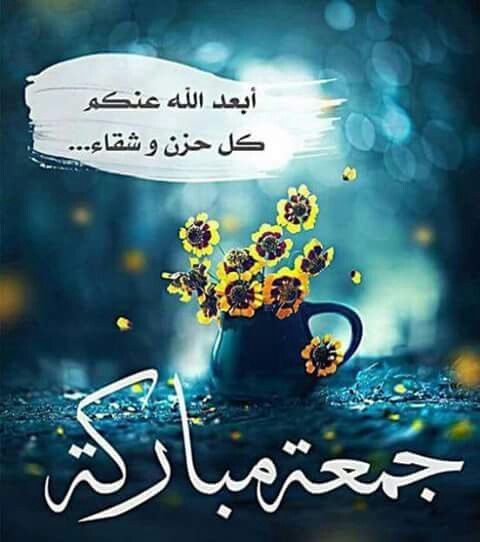 أبعد الله عنكم
كل حزن و شقاء...
جمعة مباركة